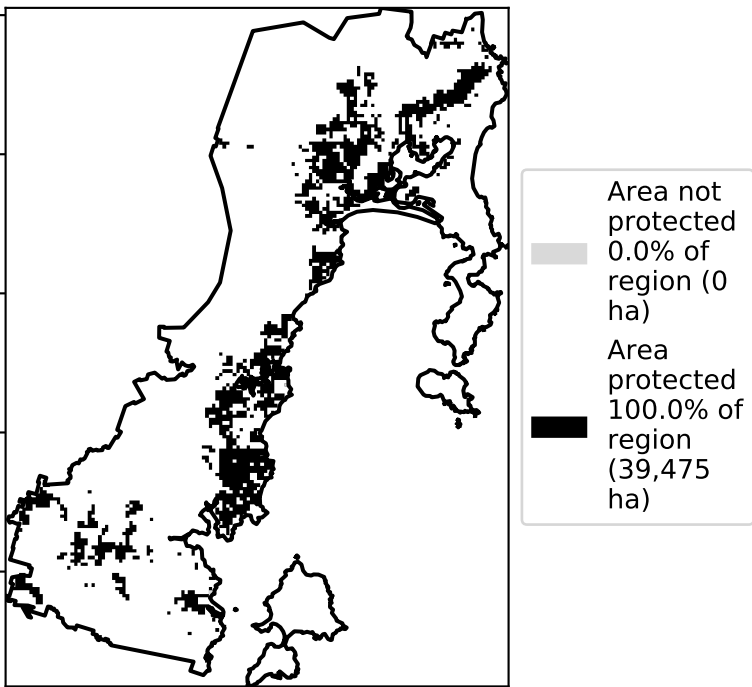 Area not
protected
0.0% of
region (0
ha)
Area
protected
100.0% of
region
(39,475
ha)